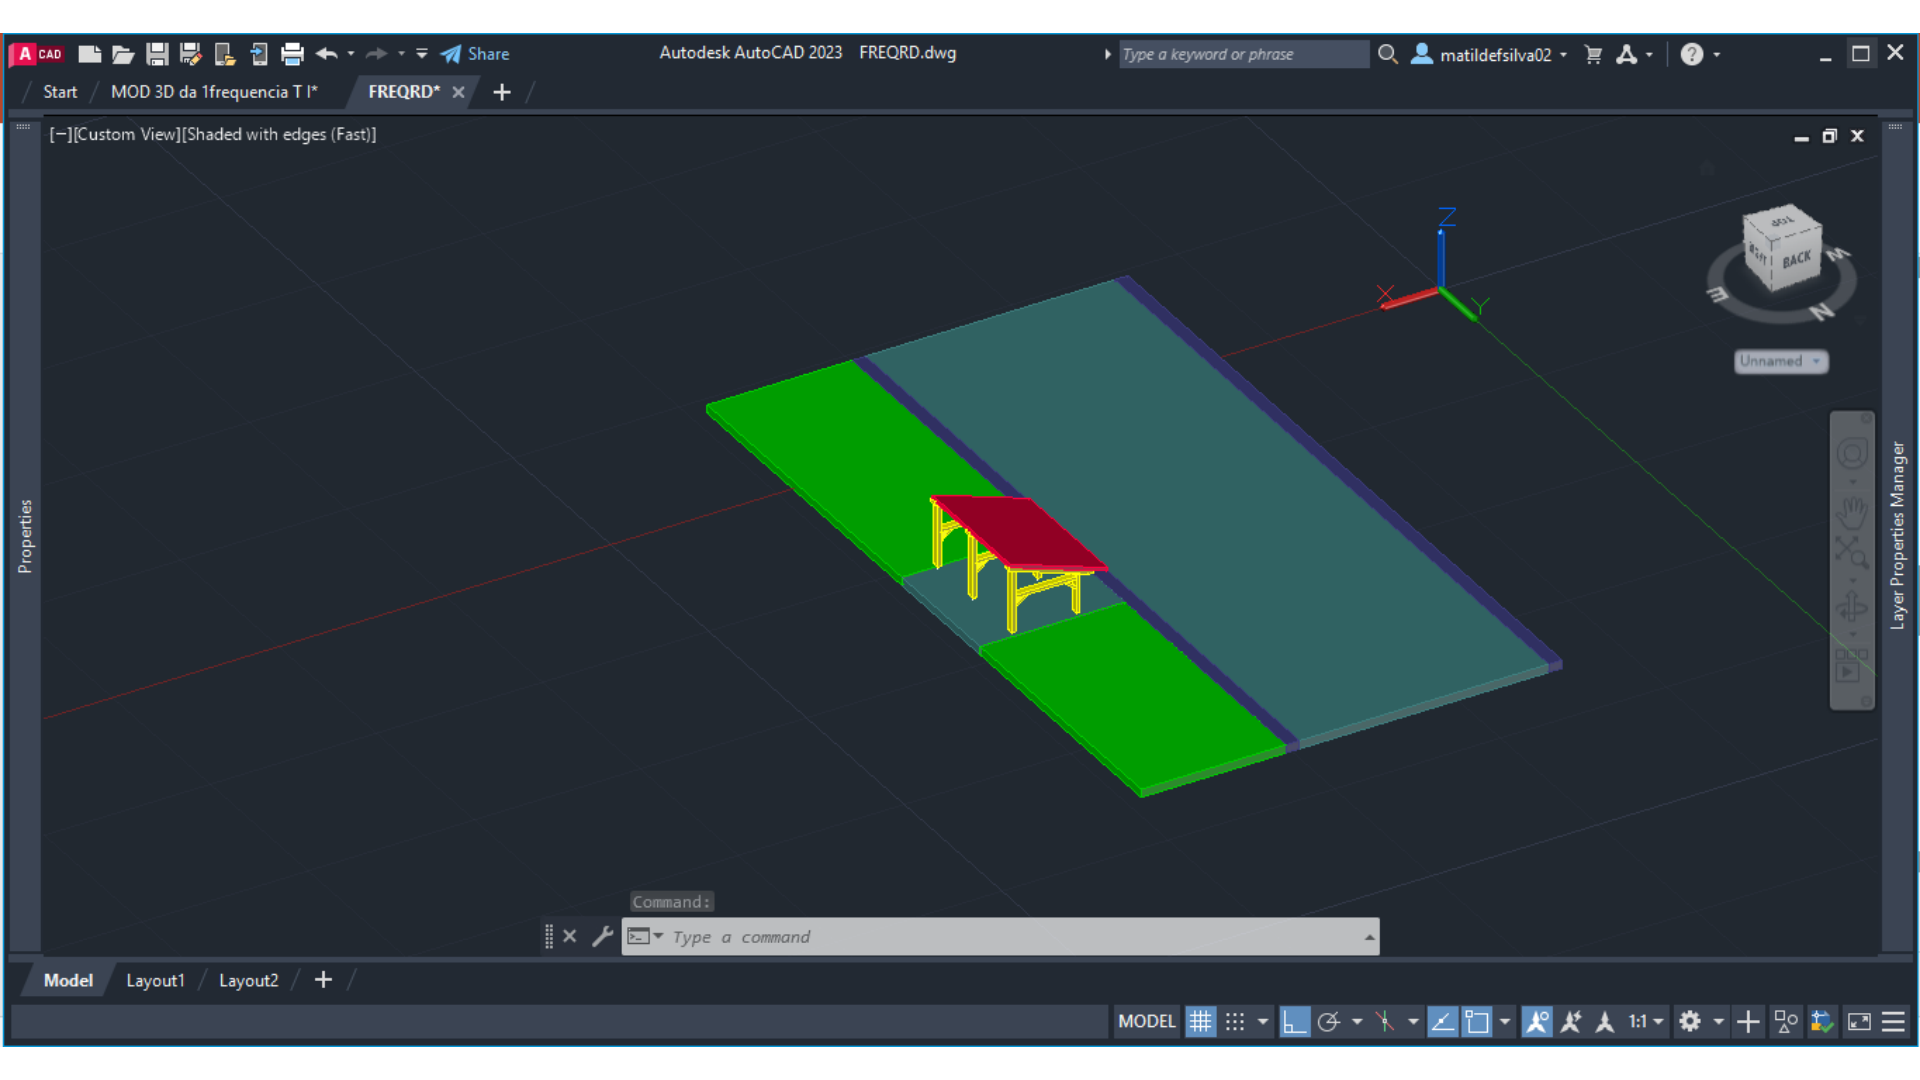 A CAD
Share
Autodesk AutoCAD 2023 FREQRD.dwg
Type a keyword or phrase
matildefsilva02
Start
MOD 3D da 1frequencia T I*
FREQRD*
[−][Custom View][Shaded with edges (Fast)]
Z
X
Y
TOP
BACK
E
N
Unnamed
Properties
Layer Properties Manager
Command:
Type a command
Model
Layout1
Layout2
MODEL
1:1